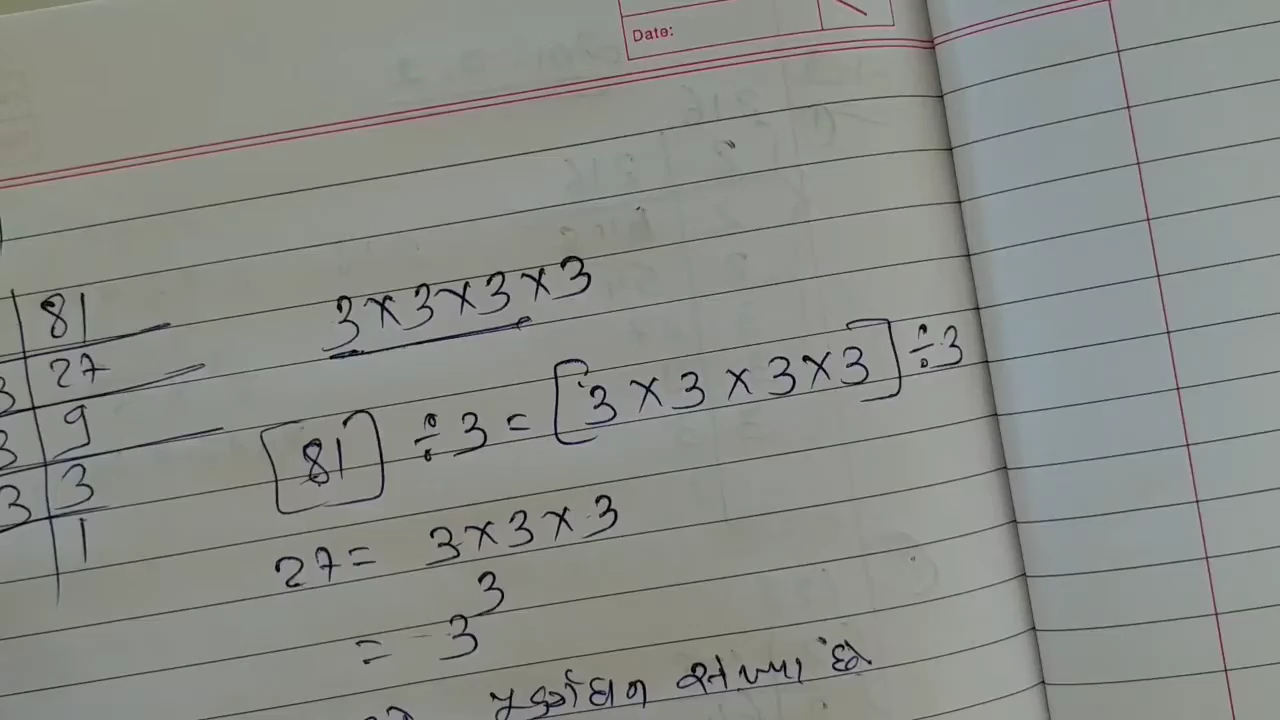 Date:
81
3 27
3 9
3 3
1
3×3×3×3
81 ÷3 = [3×3×3×3]÷3
27= 3×3×3
= 3³
સંખ્યા છે